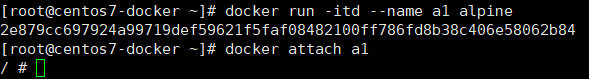 [root@centos7-docker ~]# docker run -itd --name a1 alpine
2e879cc697924a99719def59621f5faf08482100ff786fd8b38c406e58062b84
[root@centos7-docker ~]# docker attach a1
/ #